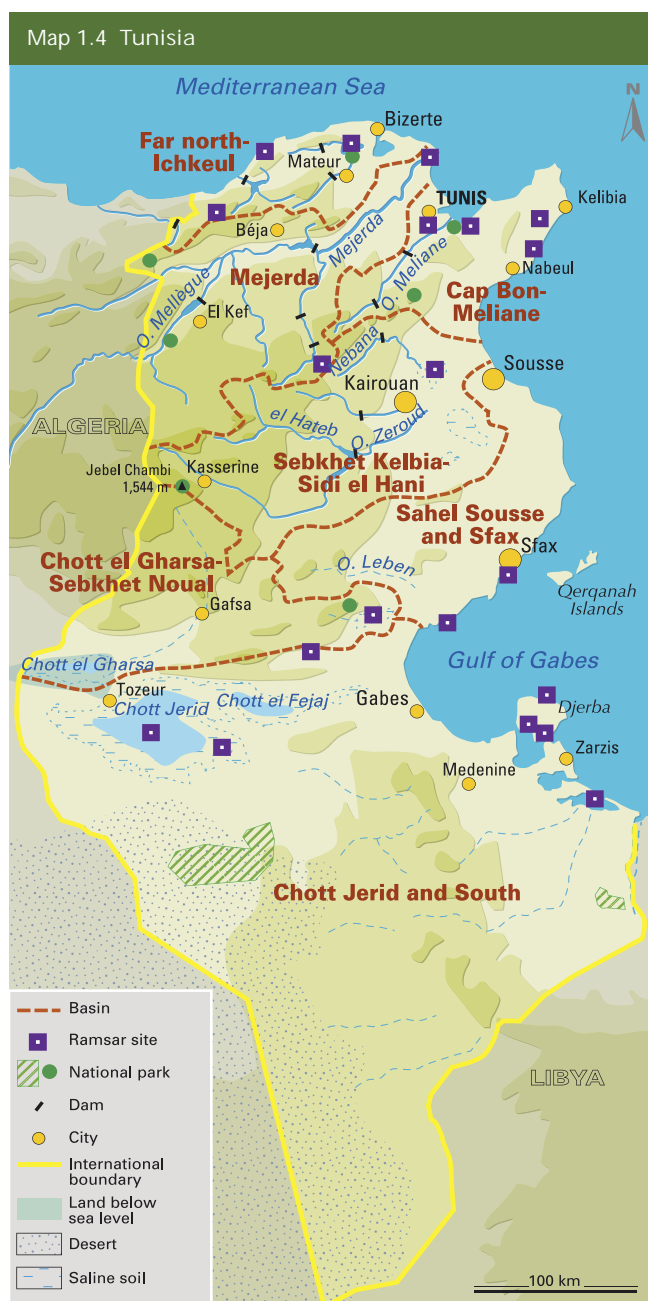 Map 1.4 Tunisia
Mediterranean Sea
N
Bizerte
Far north-
Ichkeul
Mateur
TUNIS
Kelibia
Béja
Mejerda
Mejerda
O. Meliane
Nabeul
O. Mellègue
El Kef
Cap Bon-
Meliane
Nebana
Sousse
Kairouan
ALGERIA
el Hateb
O. Zeroud
Jebel Chambi
1,544 m
Kasserine
Sebkhet Kelbia-
Sidi el Hani
Sahel Sousse
and Sfax
Sfax
Chott el Gharsa-
Sebkhet Noual
O. Leben
Qerqanah
Islands
Gafsa
Chott el Gharsa
Gulf of Gabes
Tozeur
Chott Jerid
Chott el Fejaj
Gabes
Djerba
Zarzis
Medenine
Chott Jerid and South
LIBYA
Basin
Ramsar site
National park
Dam
City
International
boundary
Land below
sea level
Desert
Saline soil
100 km